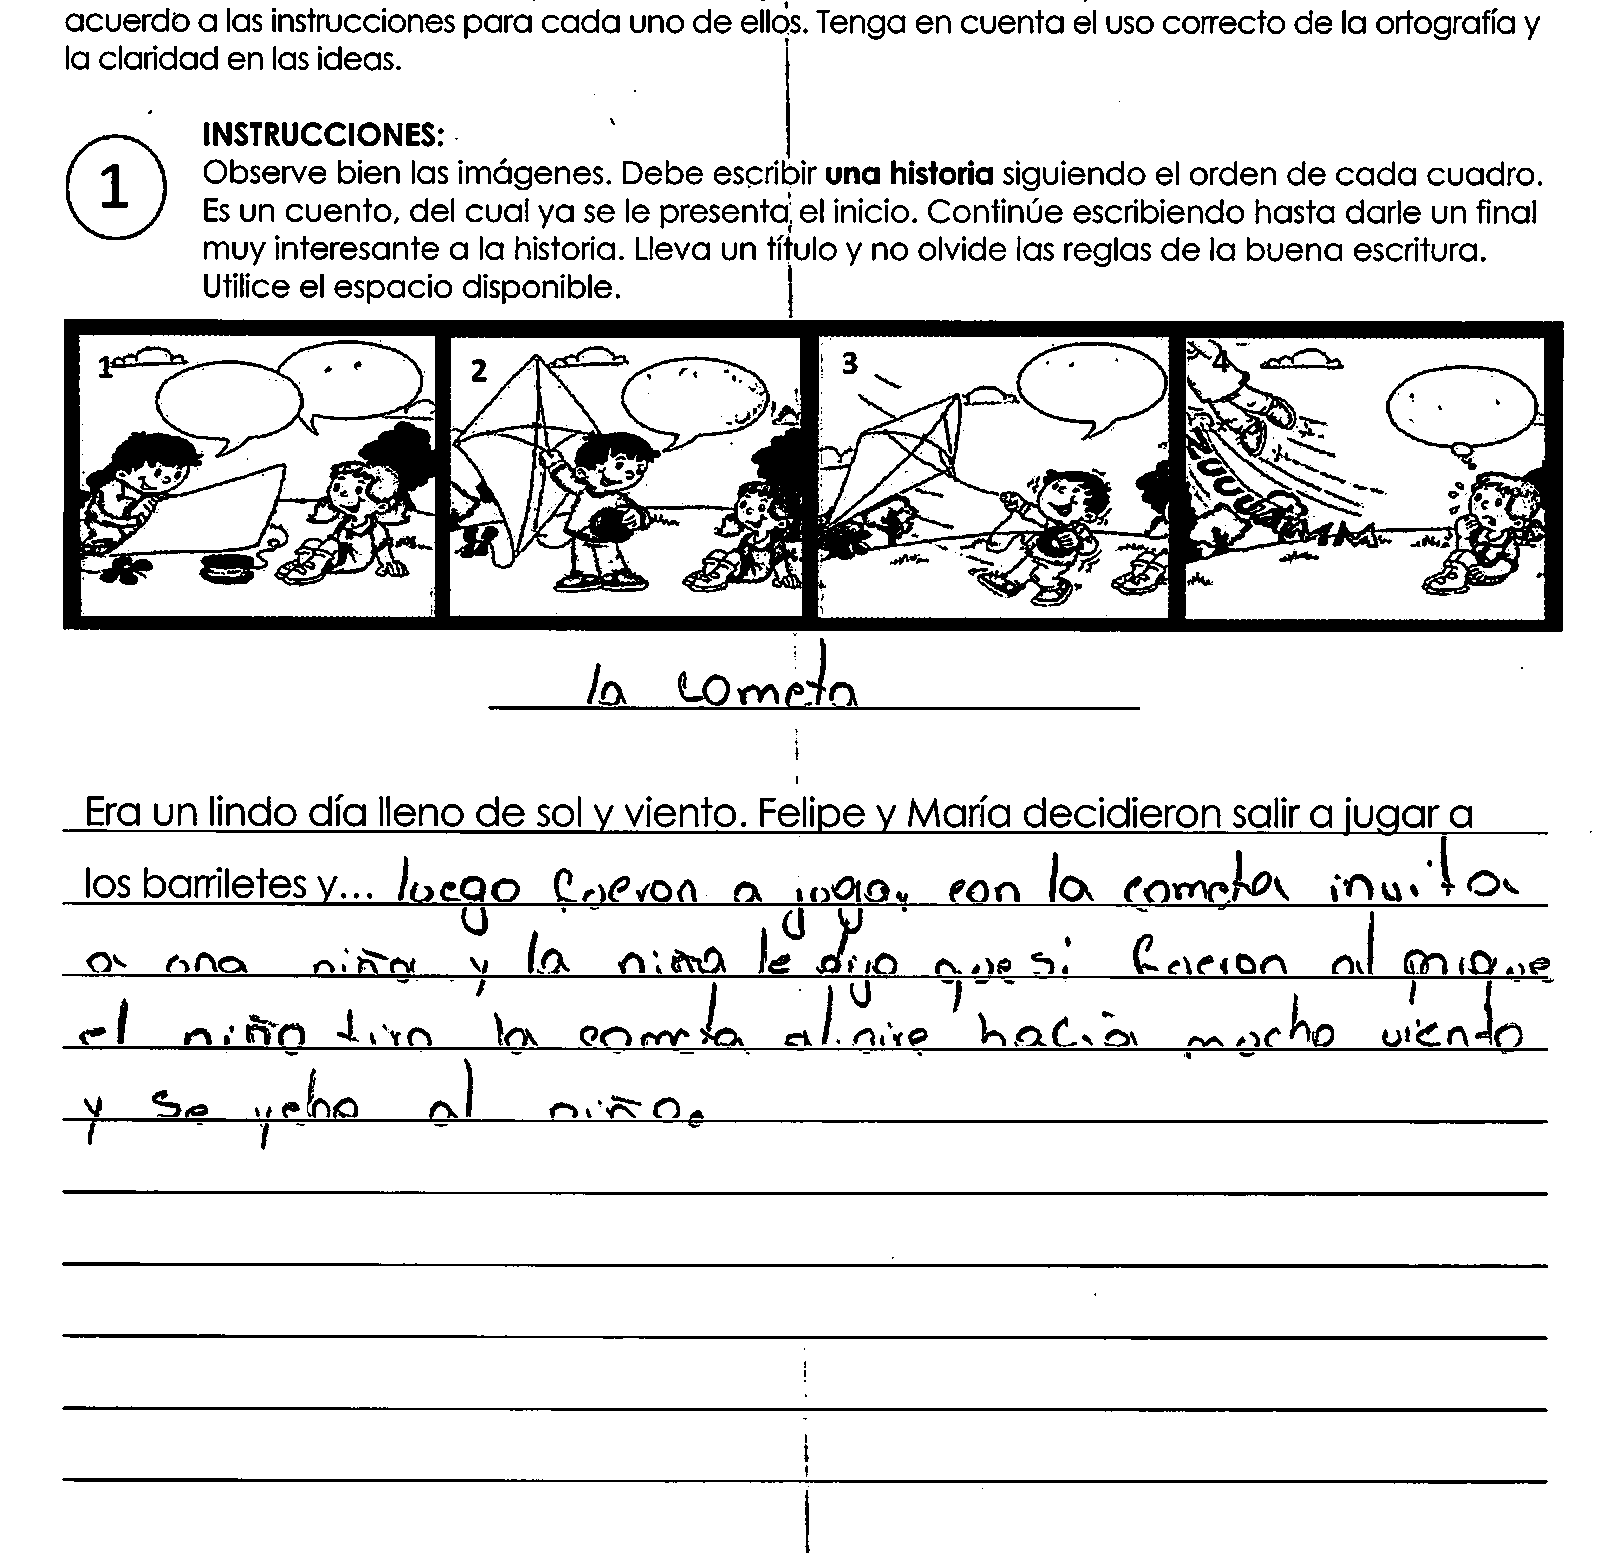 acuerdo a las instrucciones para cada uno de ellos. Tenga en cuenta el uso correcto de la ortografía y
la claridad en las ideas.
1
INSTRUCCIONES:
Observe bien las imágenes. Debe escribir una historia siguiendo el orden de cada cuadro.
Es un cuento, del cual ya se le presenta el inicio. Continúe escribiendo hasta darle un final
muy interesante a la historia. Lleva un título y no olvide las reglas de la buena escritura.
Utilice el espacio disponible.
1 2 3 4
la cometa
Era un lindo día lleno de sol y viento. Felipe y María decidieron salir a jugar a
los barriletes y... luego fueron a jugar con la cometa invita
a una niña y la niña le dijo que si fueron al
el niño tiro la cometa al aire hacia mucho viento
y se al niño.